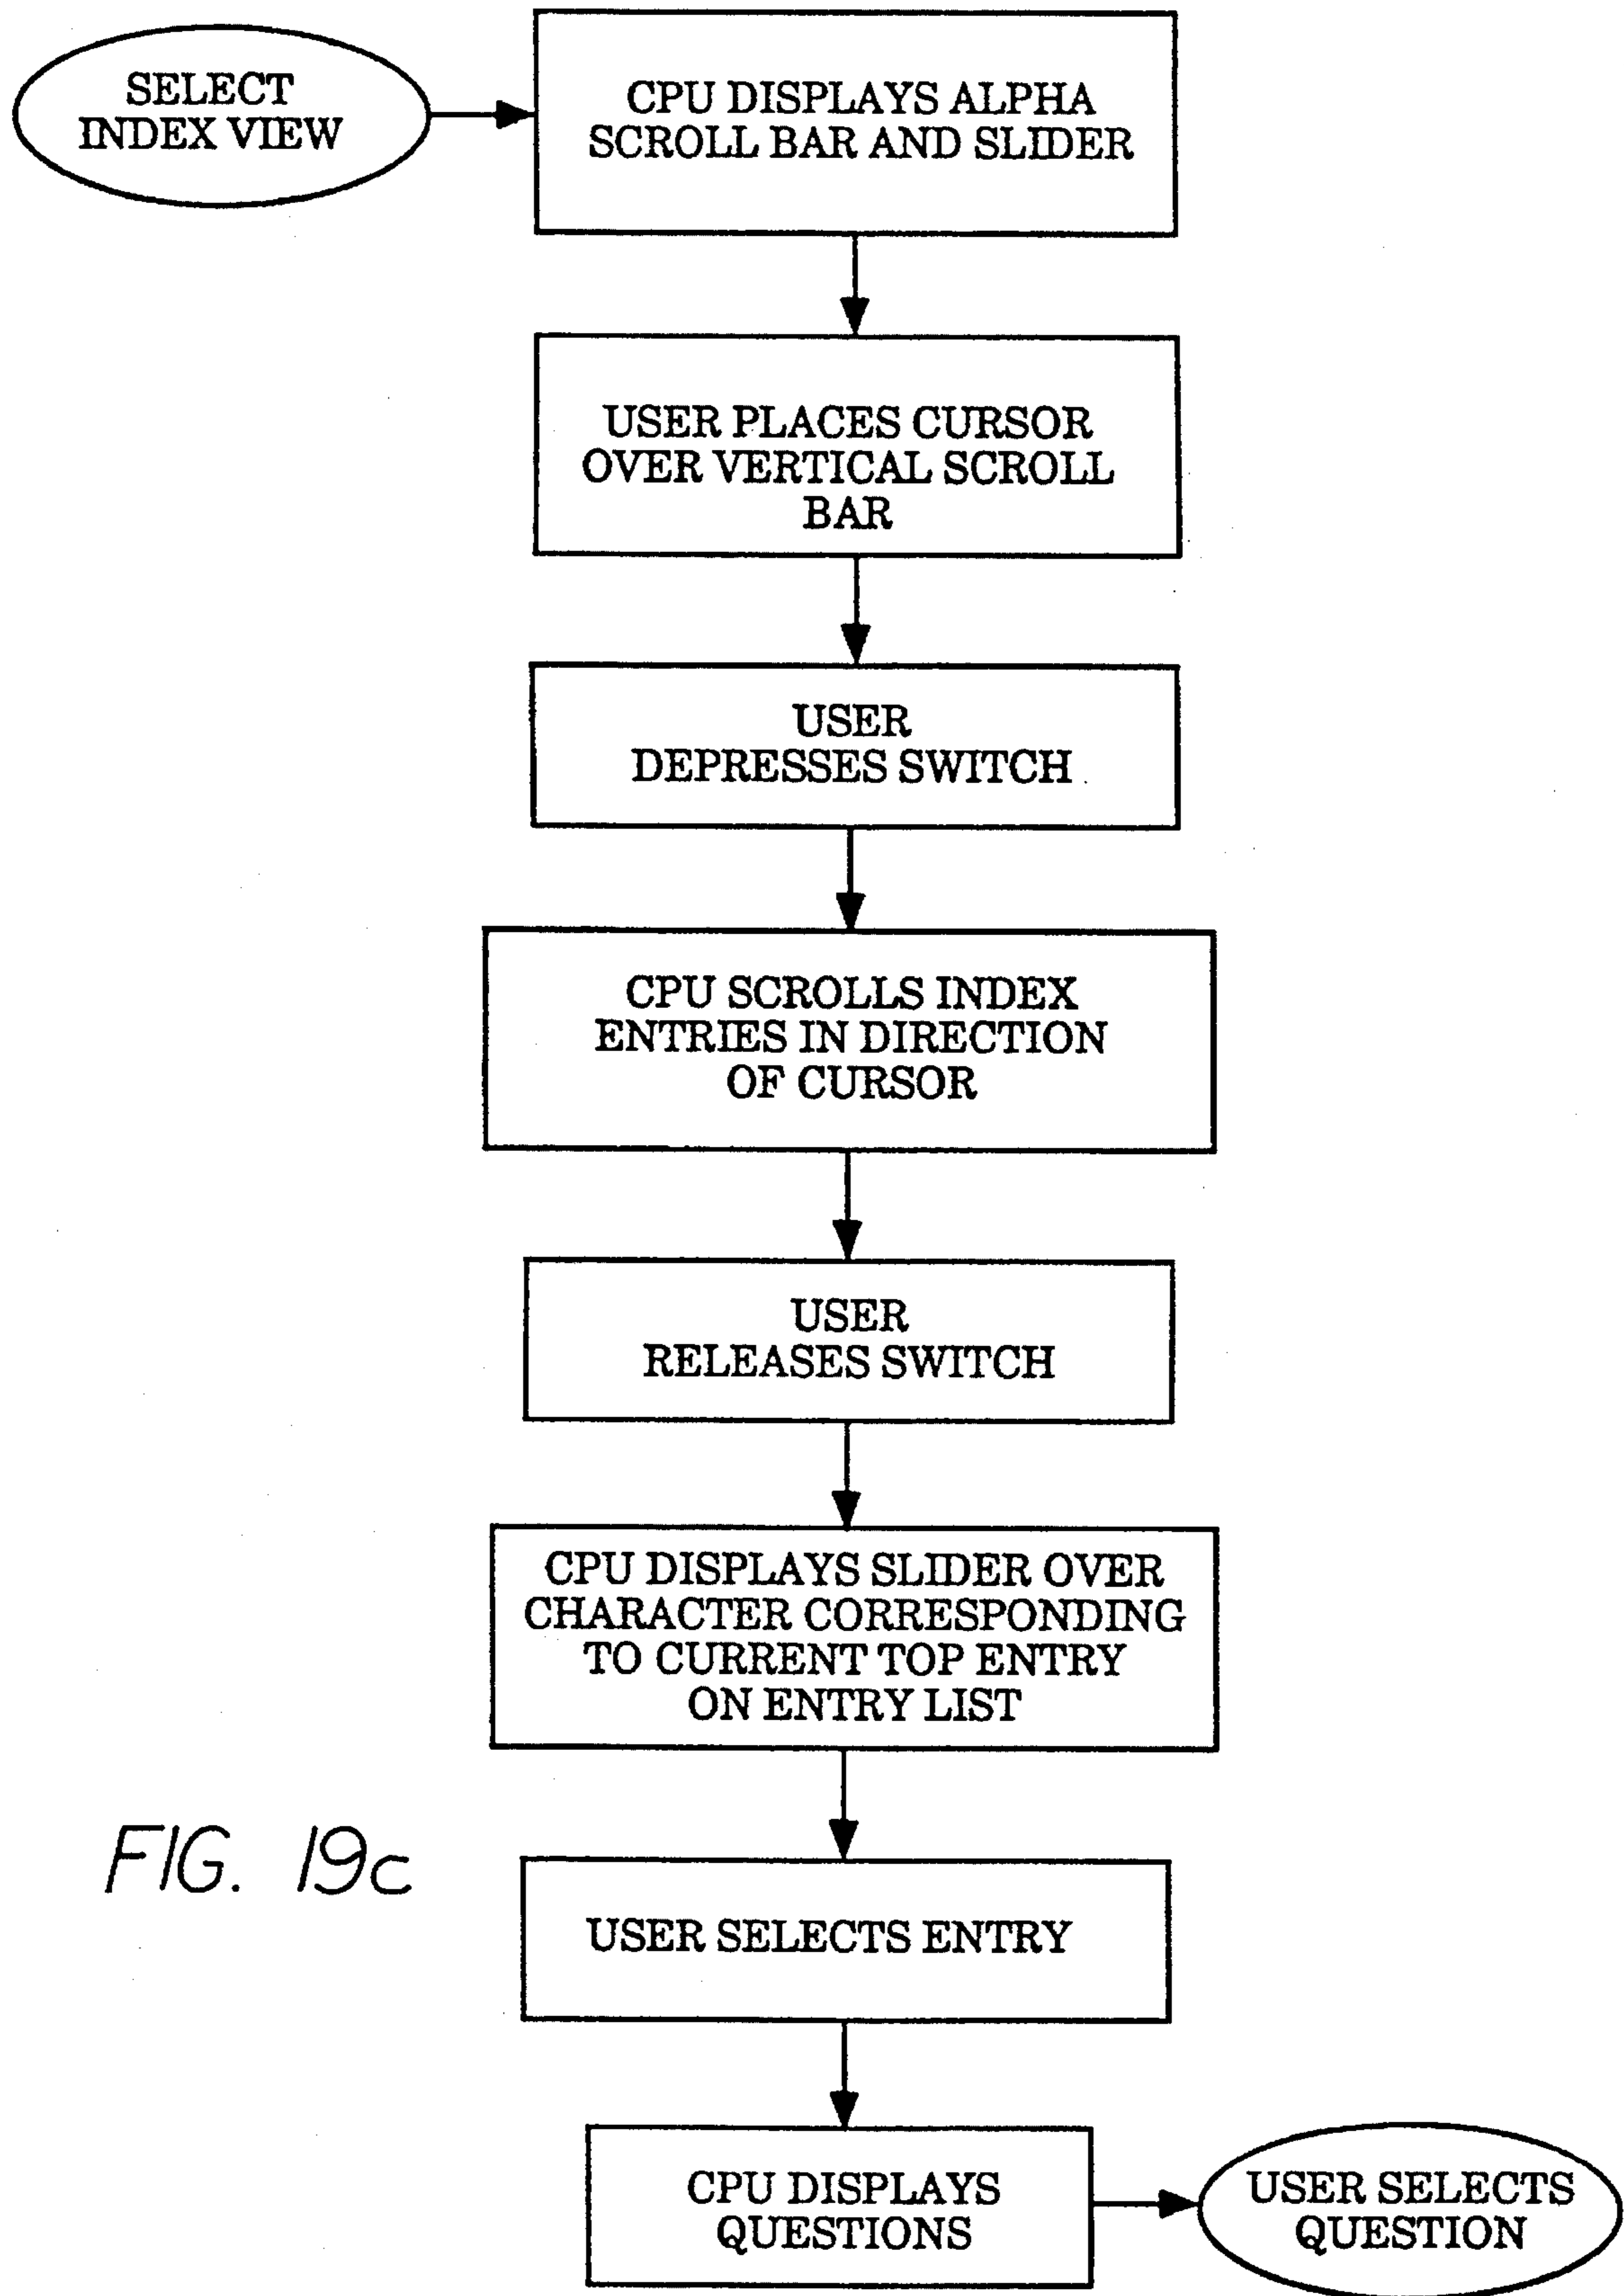 SELECT
INDEX VIEW
CPU DISPLAYS ALPHA
SCROLL BAR AND SLIDER
USER PLACES CURSOR
OVER VERTICAL SCROLL
BAR
USER
DEPRESSES SWITCH
CPU SCROLLS INDEX
ENTRIES IN DIRECTION
OF CURSOR
USER
RELEASES SWITCH
CPU DISPLAYS SLIDER OVER
CHARACTER CORRESPONDING
TO CURRENT TOP ENTRY
ON ENTRY LIST
FIG. 19c
USER SELECTS ENTRY
CPU DISPLAYS
QUESTIONS
USER SELECTS
QUESTION